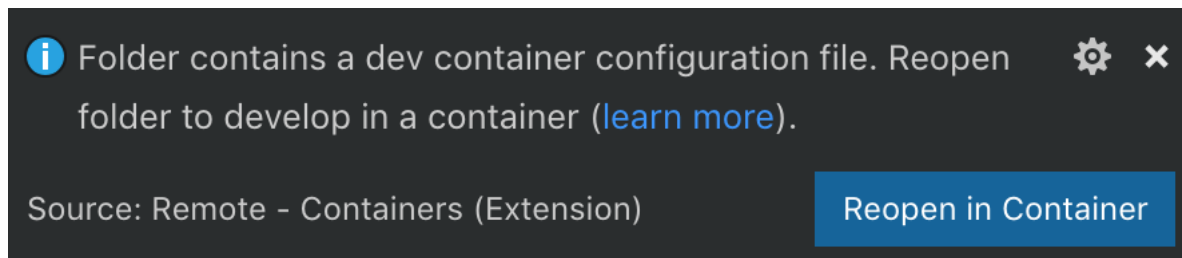 Folder contains a dev container configuration file. Reopen
folder to develop in a container (learn more).
Source: Remote - Containers (Extension)
Reopen in Container